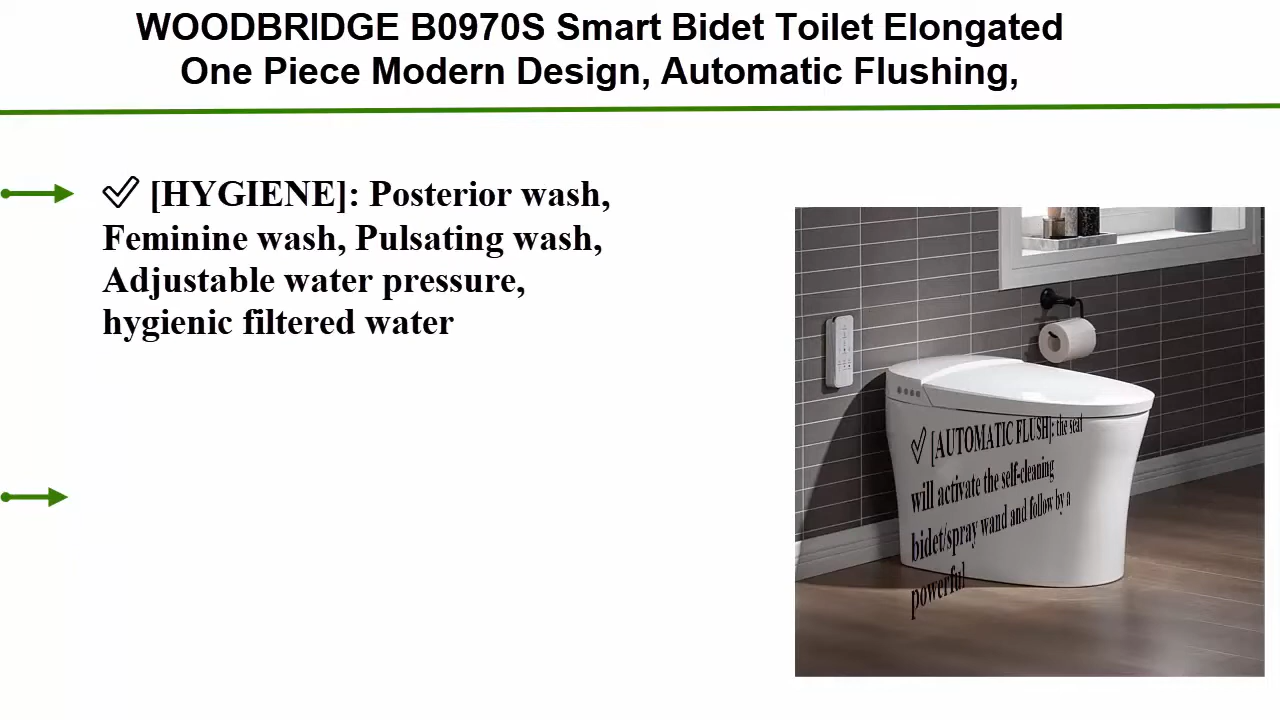 WOODBRIDGE B0970S Smart Bidet Toilet Elongated
One Piece Modern Design, Automatic Flushing,
✓ [HYGIENE]: Posterior wash,
Feminine wash, Pulsating wash,
Adjustable water pressure,
hygienic filtered water
✓ [AUTOMATIC FLUSH]: the seat
will activate the self-cleaning
bidet/spray wand and follow by a
powerful